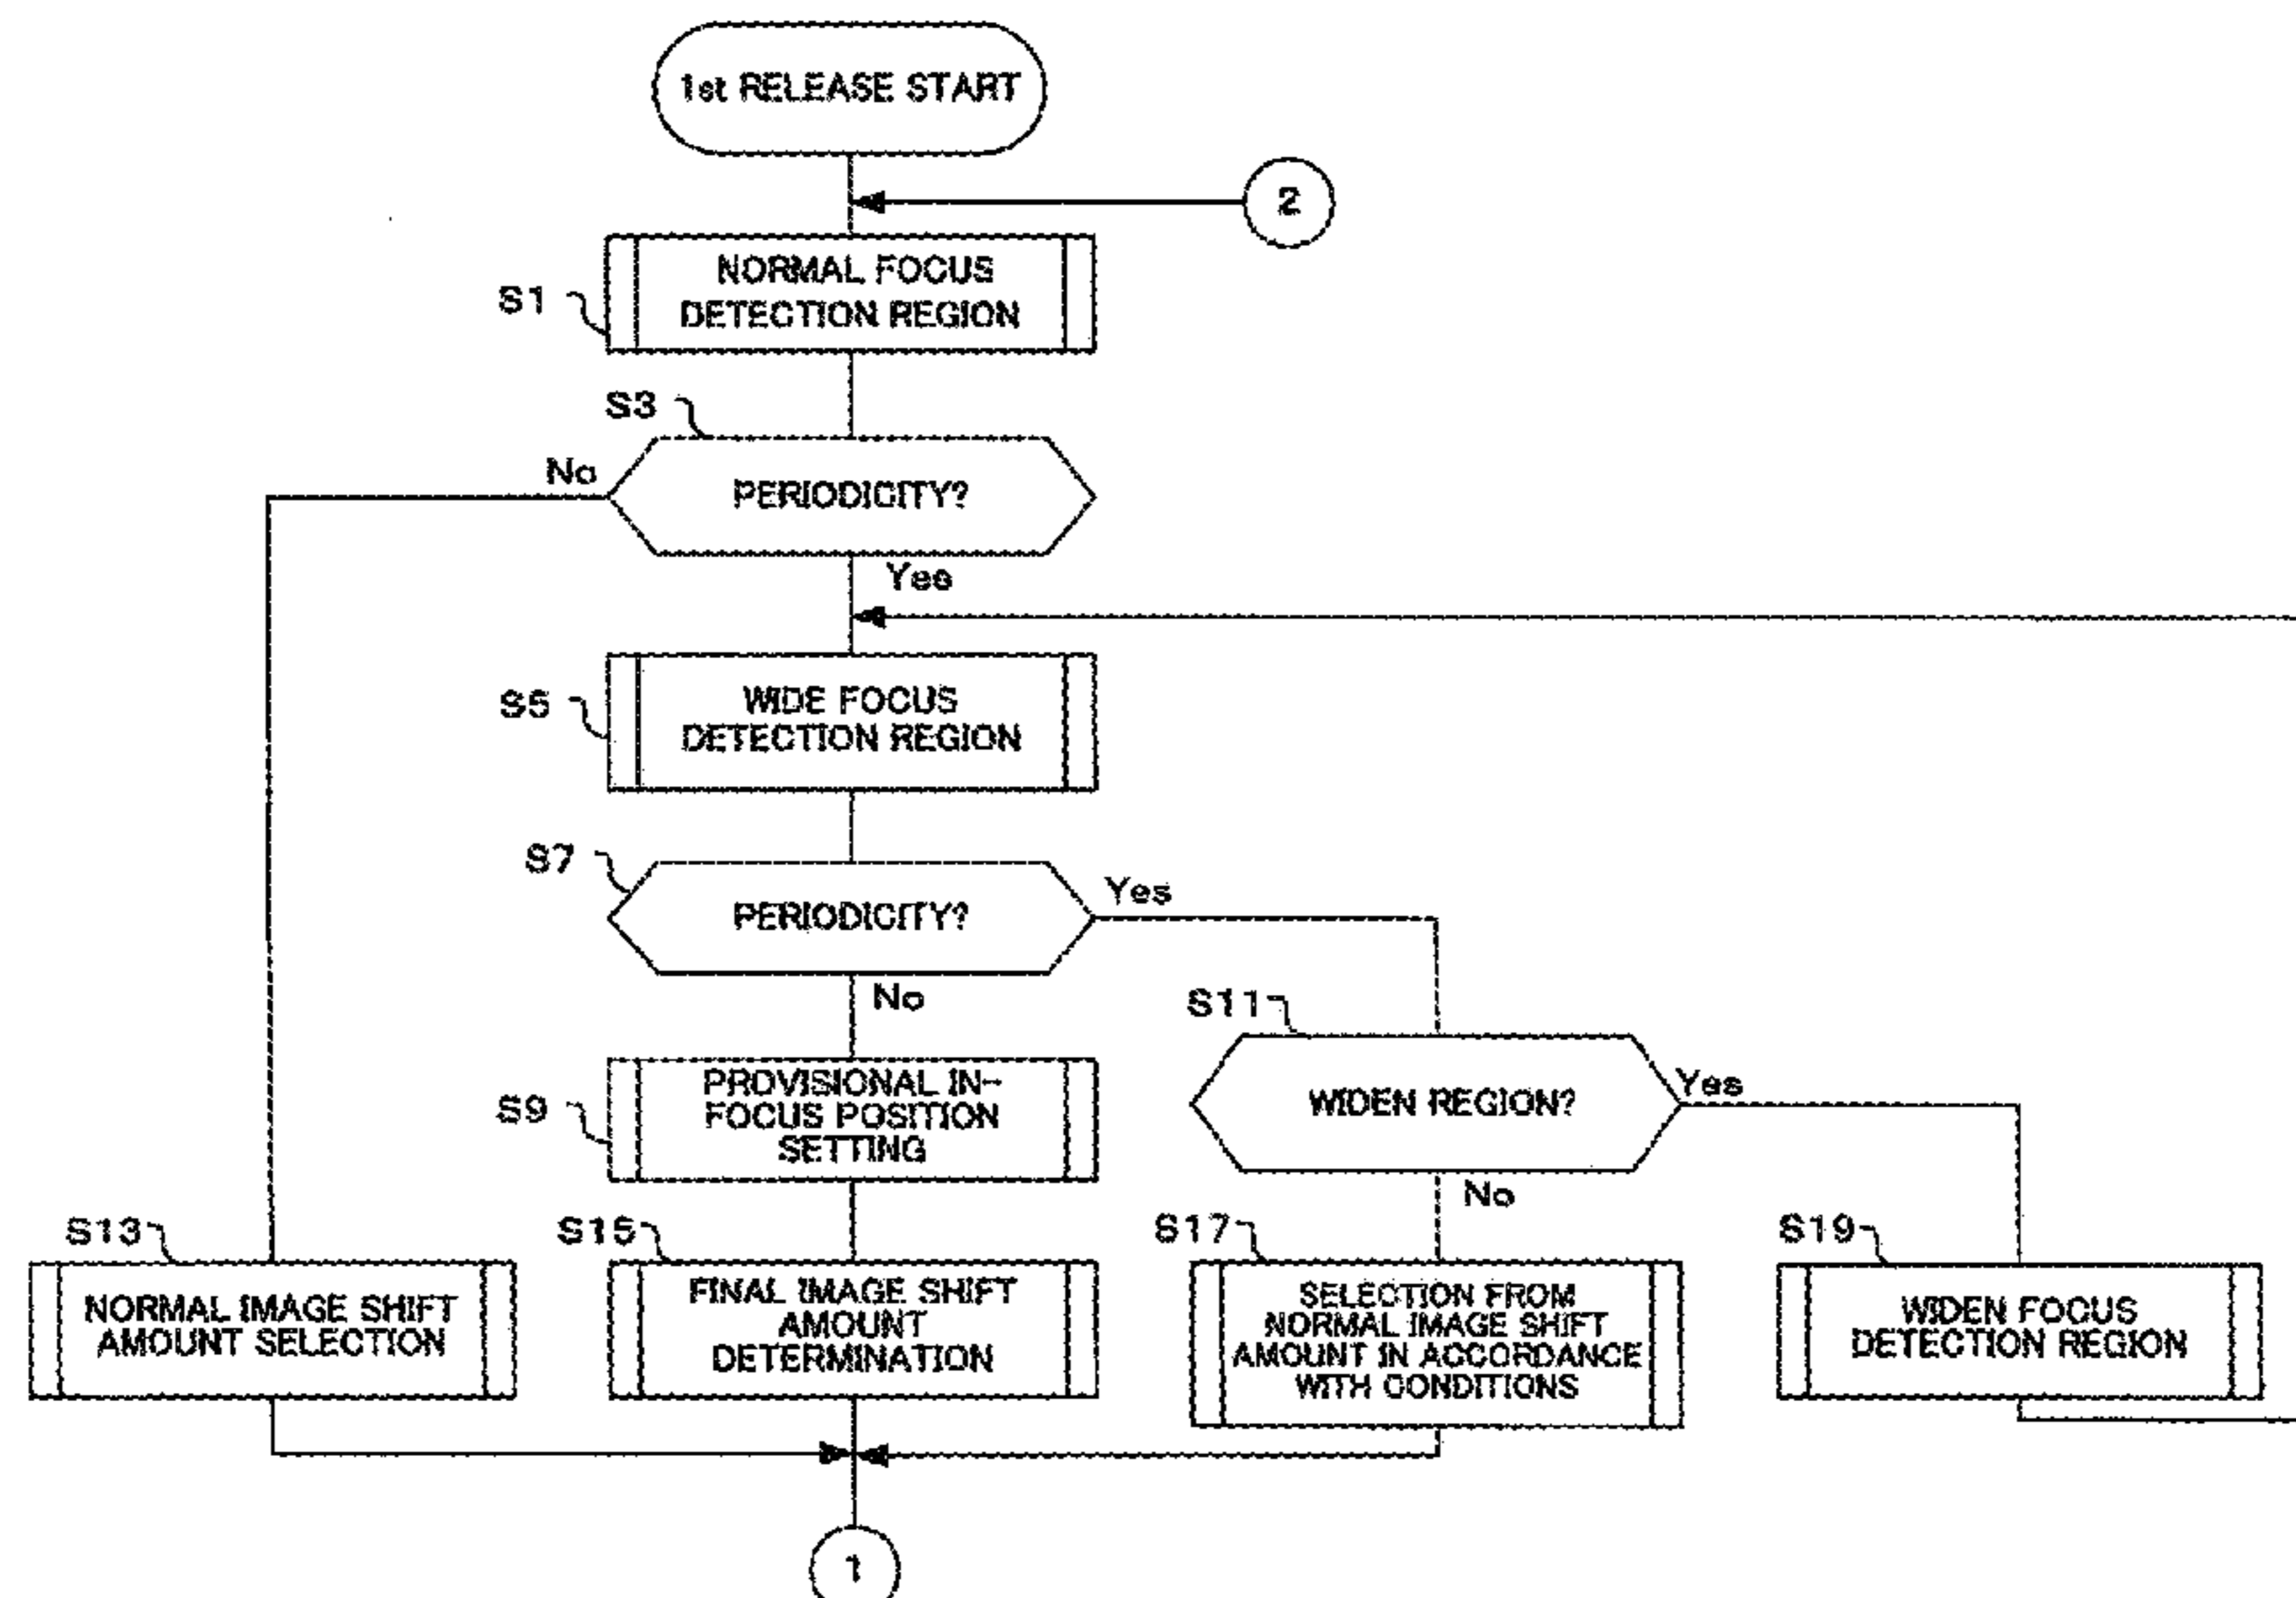 1st RELEASE START
2
NORMAL FOCUS
DETECTION REGION
S1
S3
No
PERIODICITY?
Yes
WIDE FOCUS
DETECTION REGION
S5
S7
PERIODICITY?
Yes
No
S11
PROVISIONAL IN-
FOCUS POSITION
SETTING
S9
WIDEN REGION?
Yes
No
S13
NORMAL IMAGE SHIFT
AMOUNT SELECTION
S15
FINAL IMAGE SHIFT
AMOUNT
DETERMINATION
S17
SELECTION FROM
NORMAL IMAGE SHIFT
AMOUNT IN ACCORDANCE
WITH CONDITIONS
S19
WIDEN FOCUS
DETECTION REGION
1